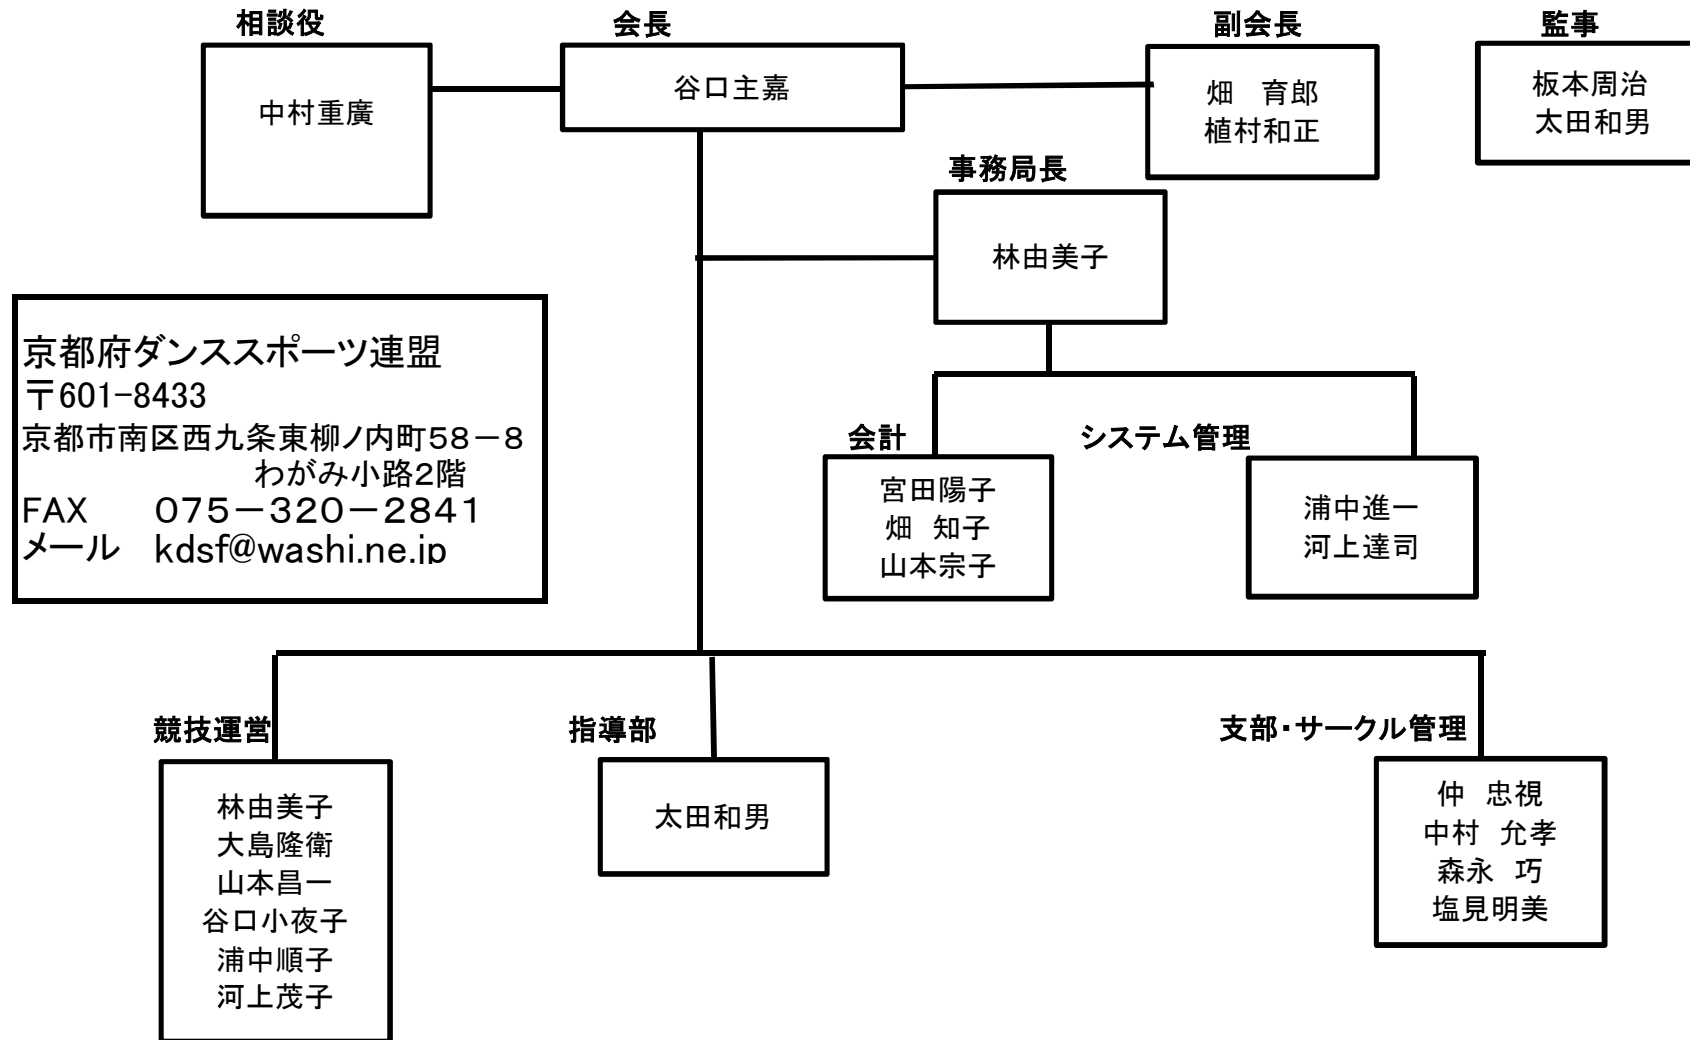 相談役
中村重廣
会長
谷口主嘉
副会長
畑　育郎
植村和正
監事
板本周治
太田和男
事務局長
林由美子
京都府ダンススポーツ連盟
〒601-8433
京都市南区西九条東柳ノ内町58－8
わがみ小路2階
FAX　075－320－2841
メール　kdsf@washi.ne.jp
会計
宮田陽子
畑　知子
山本宗子
システム管理
浦中進一
河上達司
競技運営
林由美子
大島隆衛
山本昌一
谷口小夜子
浦中順子
河上茂子
指導部
太田和男
支部・サークル管理
仲　忠視
中村　允孝
森永　巧
塩見明美